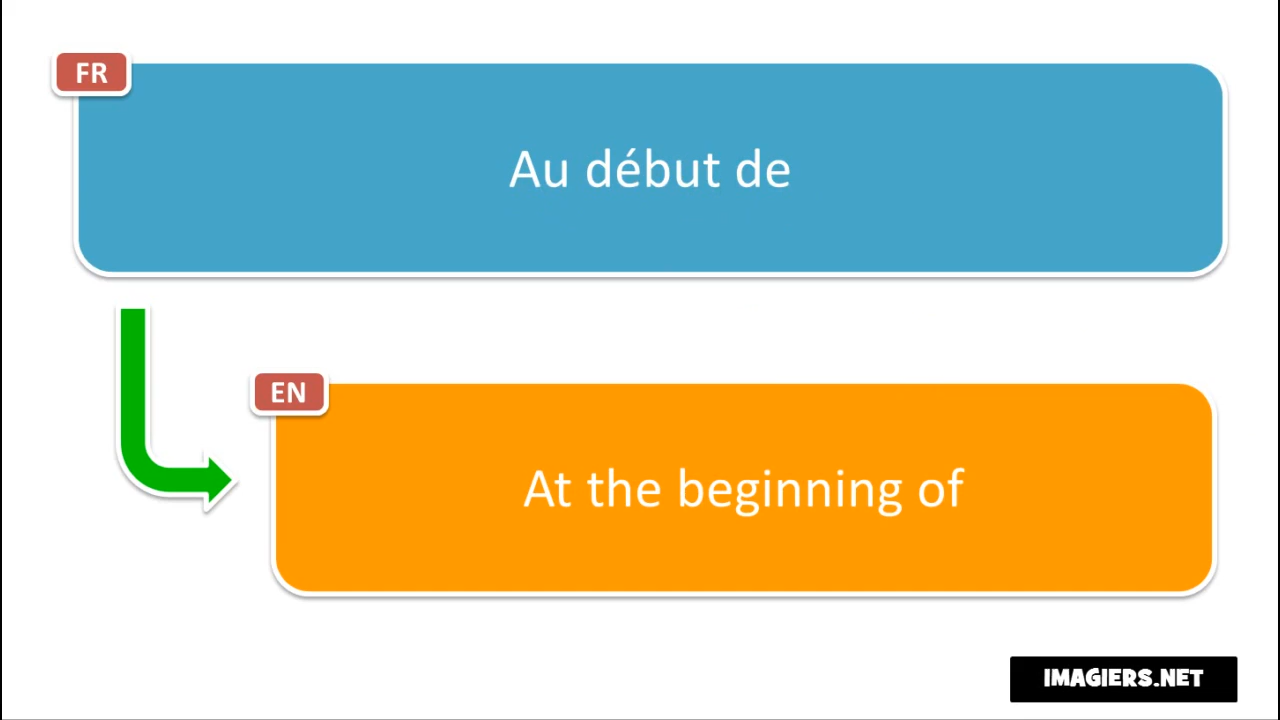 FR
Au début de
EN
At the beginning of
IMAGIERS.NET